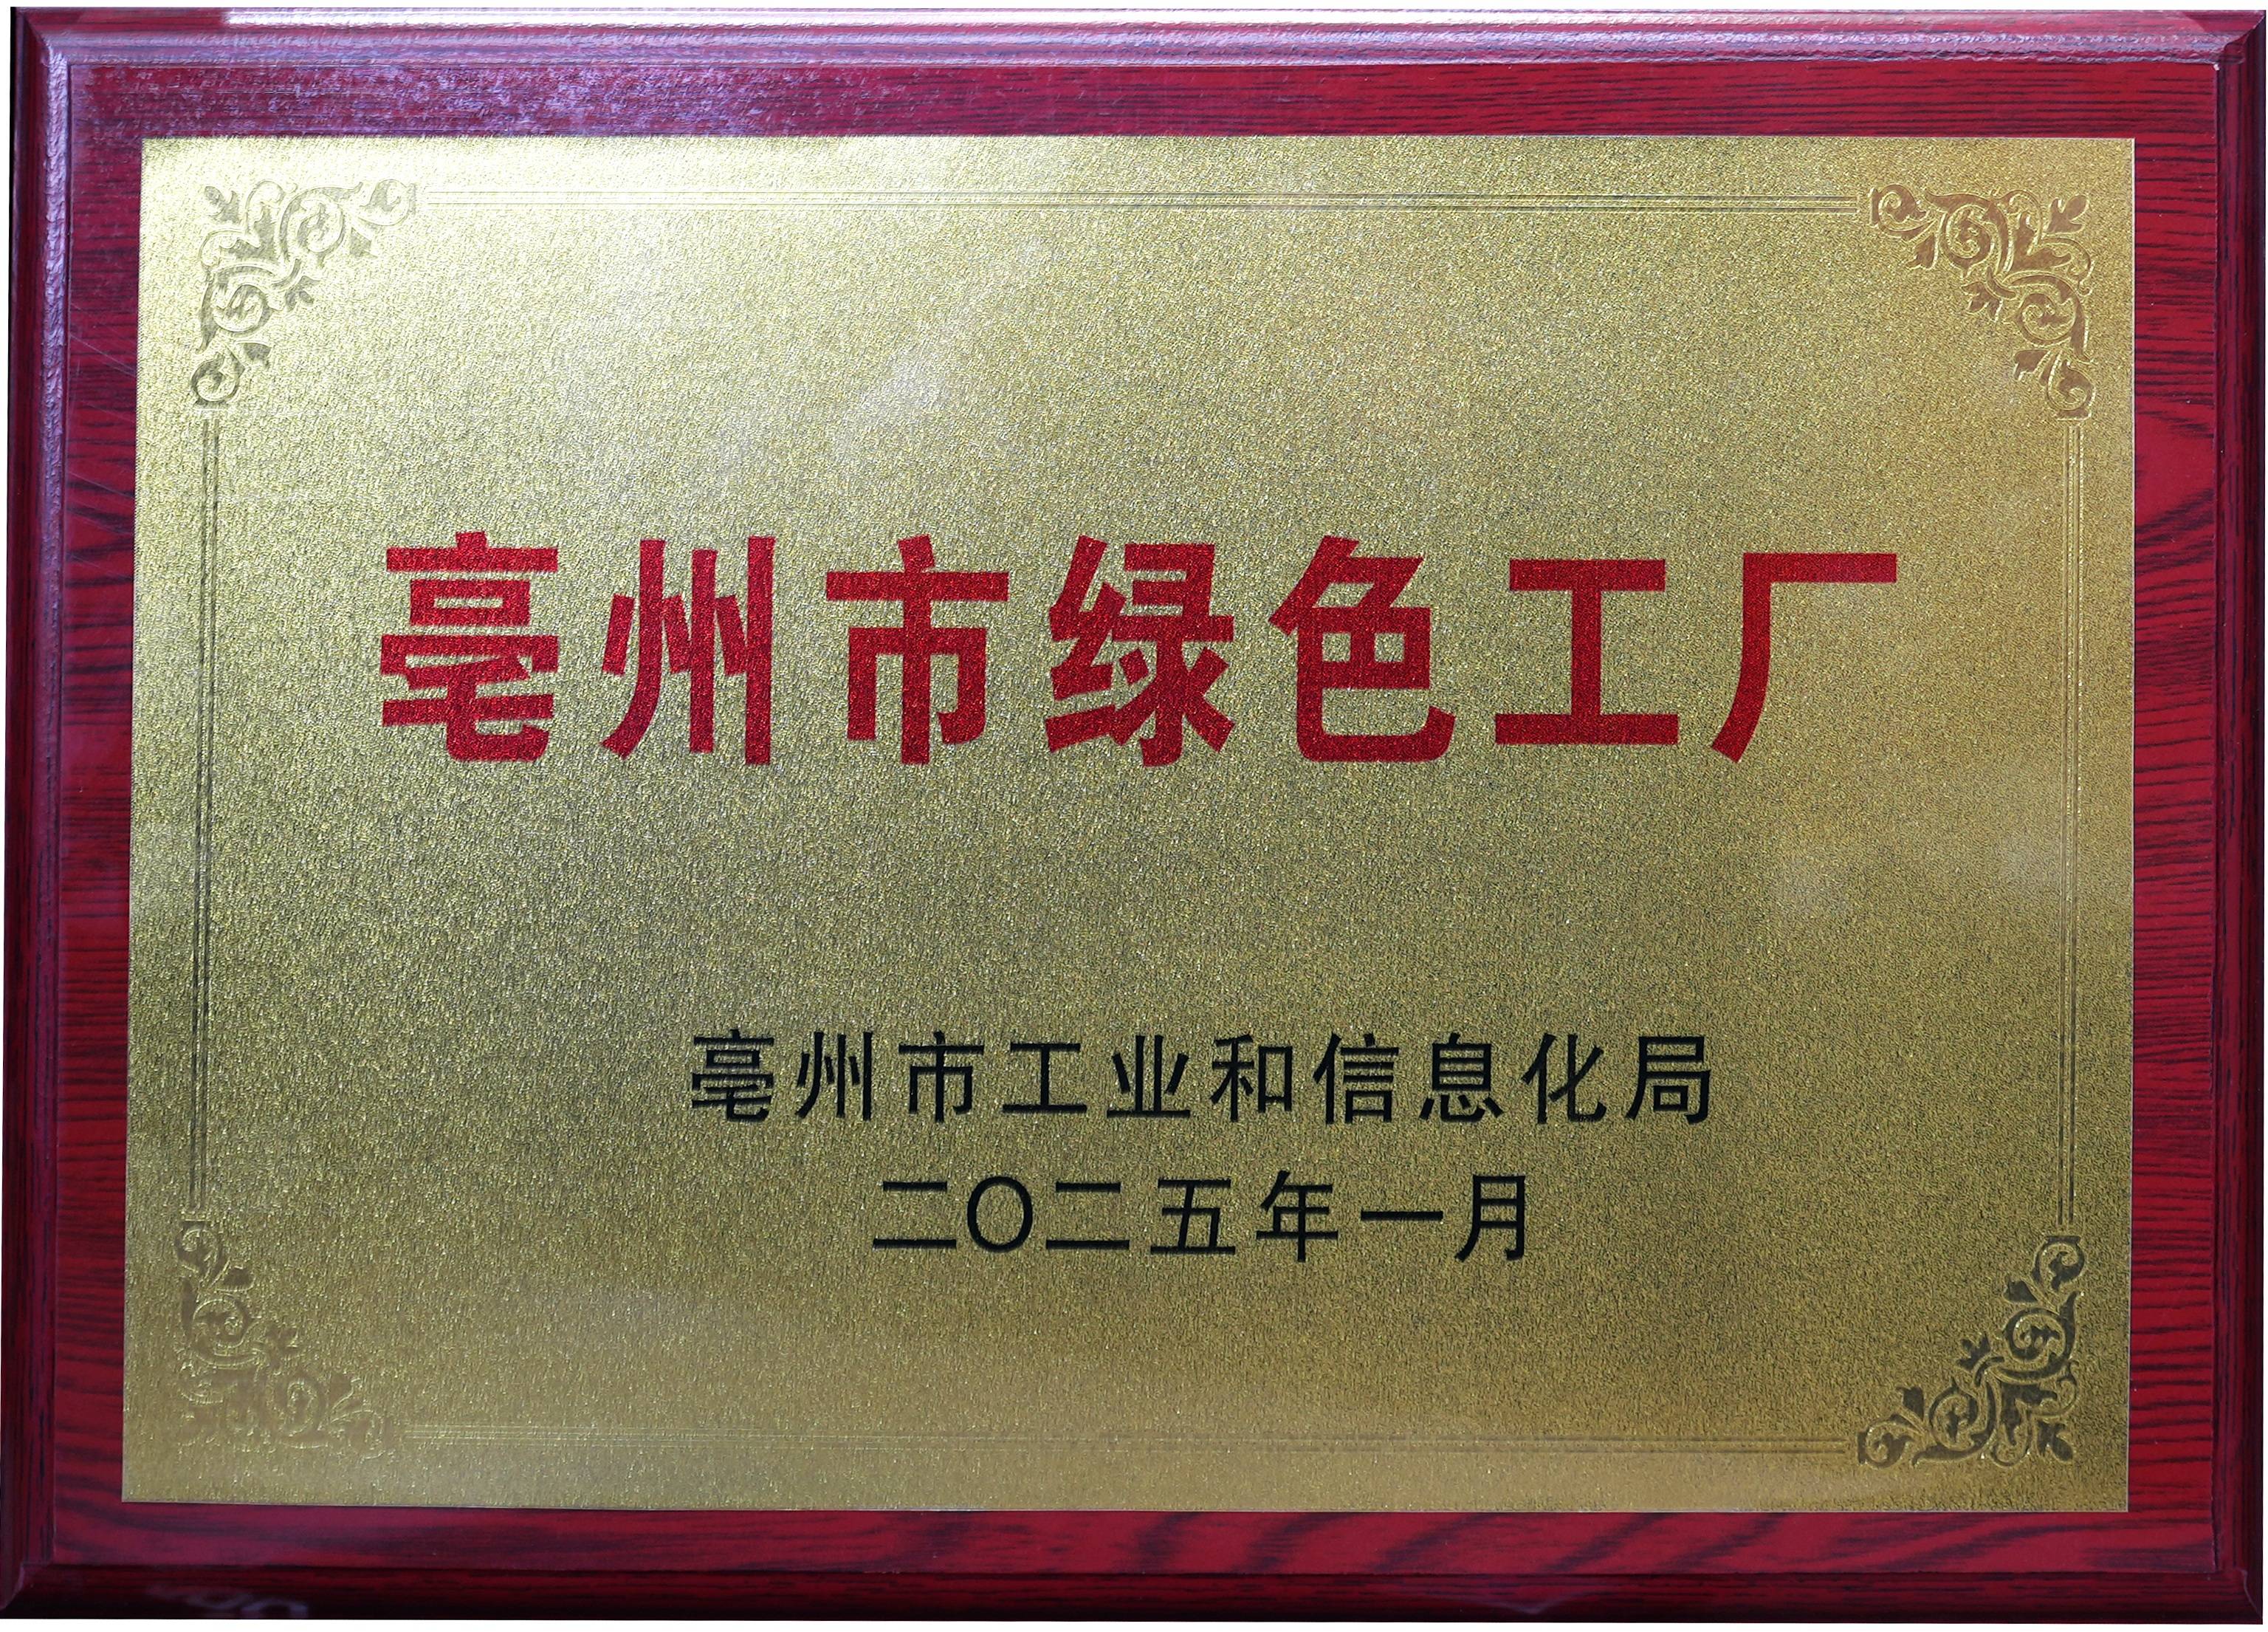 亳州市绿色工厂
亳州市工业和信息化局
二〇二五年一月